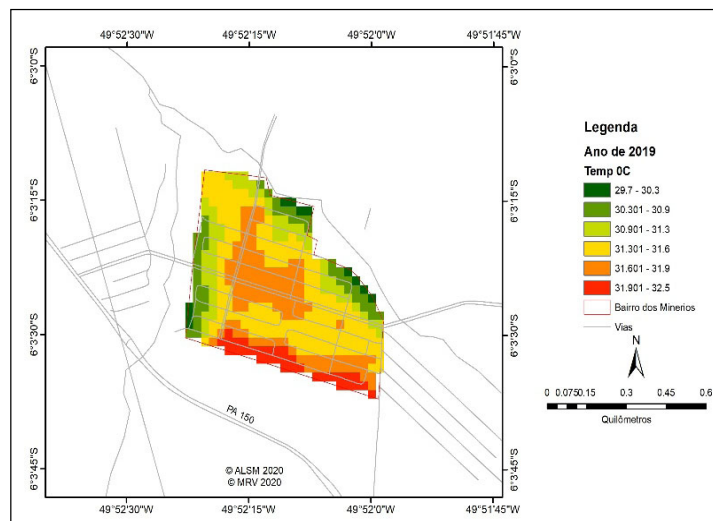 49°52'30"W 49°52'15"W 49°52'0"W 49°51'45"W
6°3'0"S 6°3'0"S
6°3'15"S 6°3'15"S
6°3'30"S 6°3'30"S
6°3'45"S 6°3'45"S
PA 150
© ALSM 2020
© MRV 2020
49°52'30"W 49°52'15"W 49°52'0"W 49°51'45"W
Legenda
Ano de 2019
Temp 0C
29.7 - 30.3
30.301 - 30.9
30.901 - 31.3
31.301 - 31.6
31.601 - 31.9
31.901 - 32.5
Bairro dos Minerios
Vias
N
0 0.075 0.15 0.3 0.45 0.6
Quilômetros